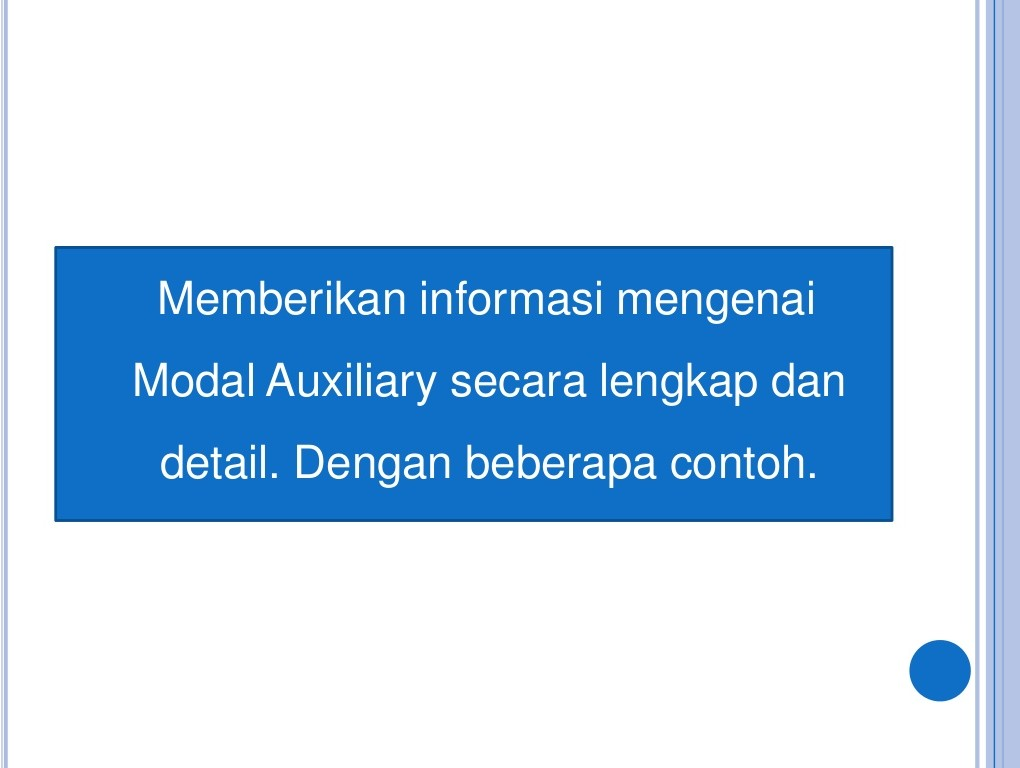 Memberikan informasi mengenai
Modal Auxiliary secara lengkap dan
detail. Dengan beberapa contoh.